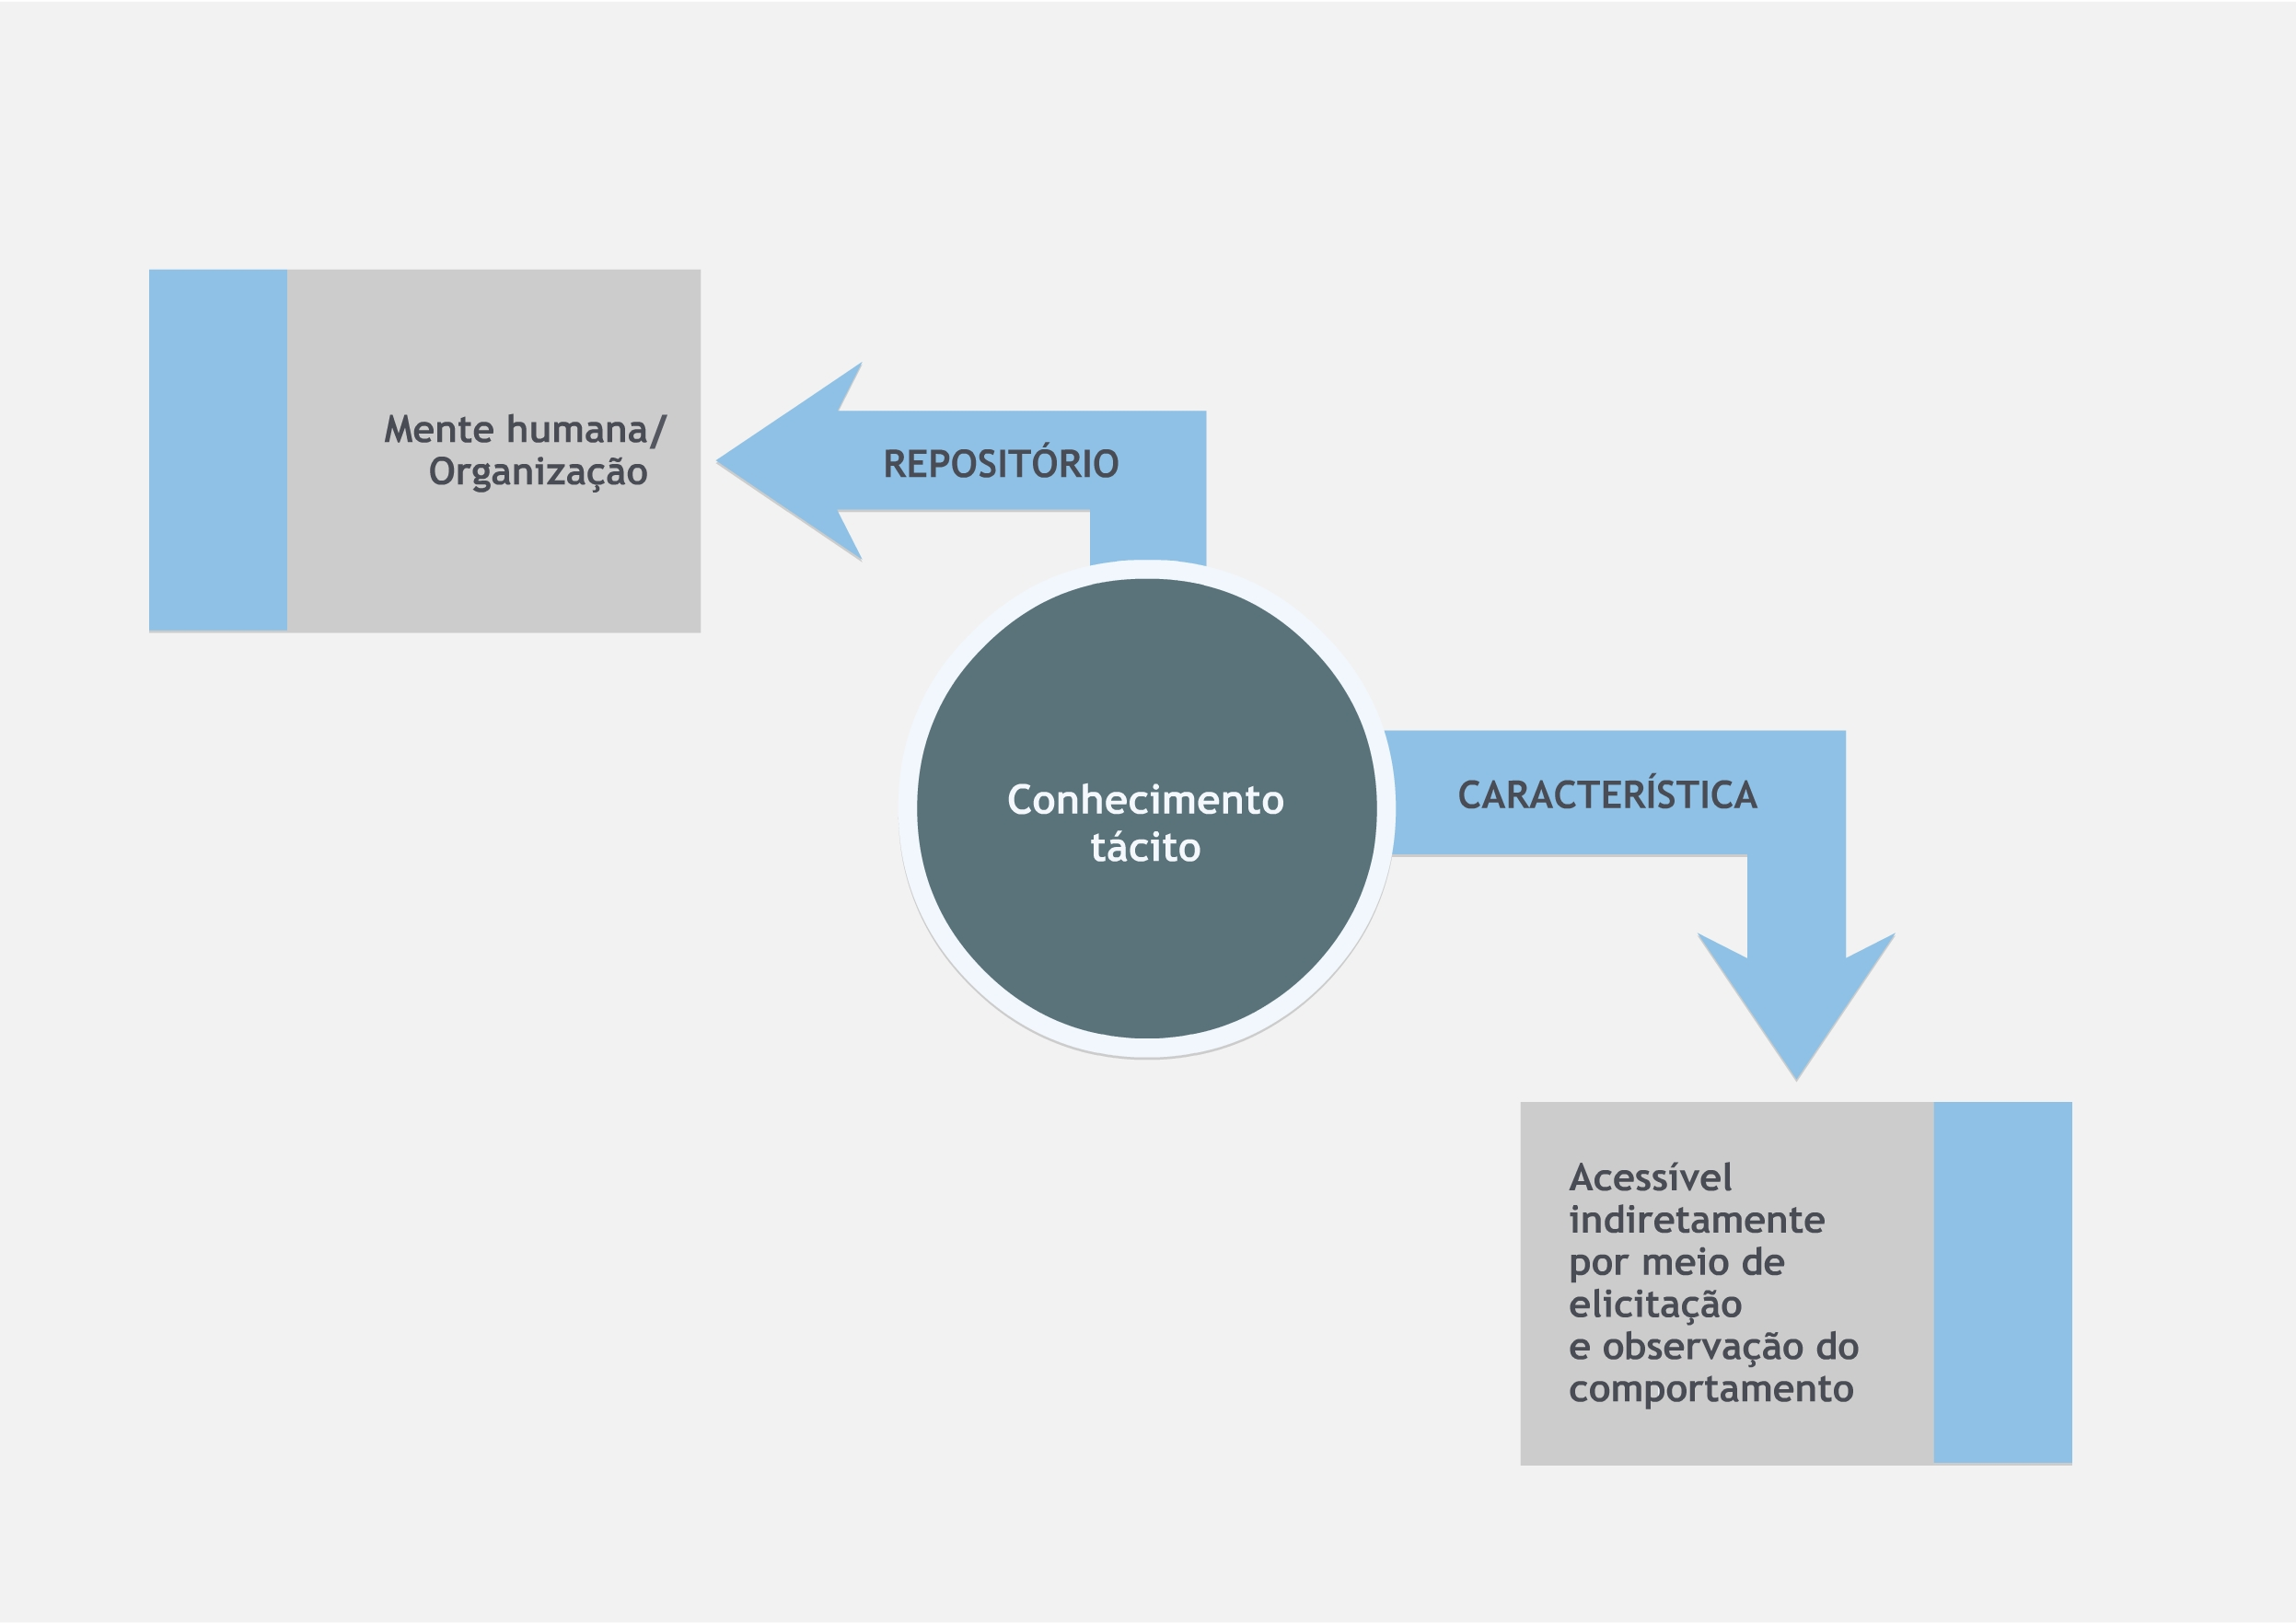 Mente humana/
Organização
REPOSITÓRIO
Conhecimento
tácito
CARACTERÍSTICA
Acessível
indiretamente
por meio de
elicitação
e observação do
comportamento